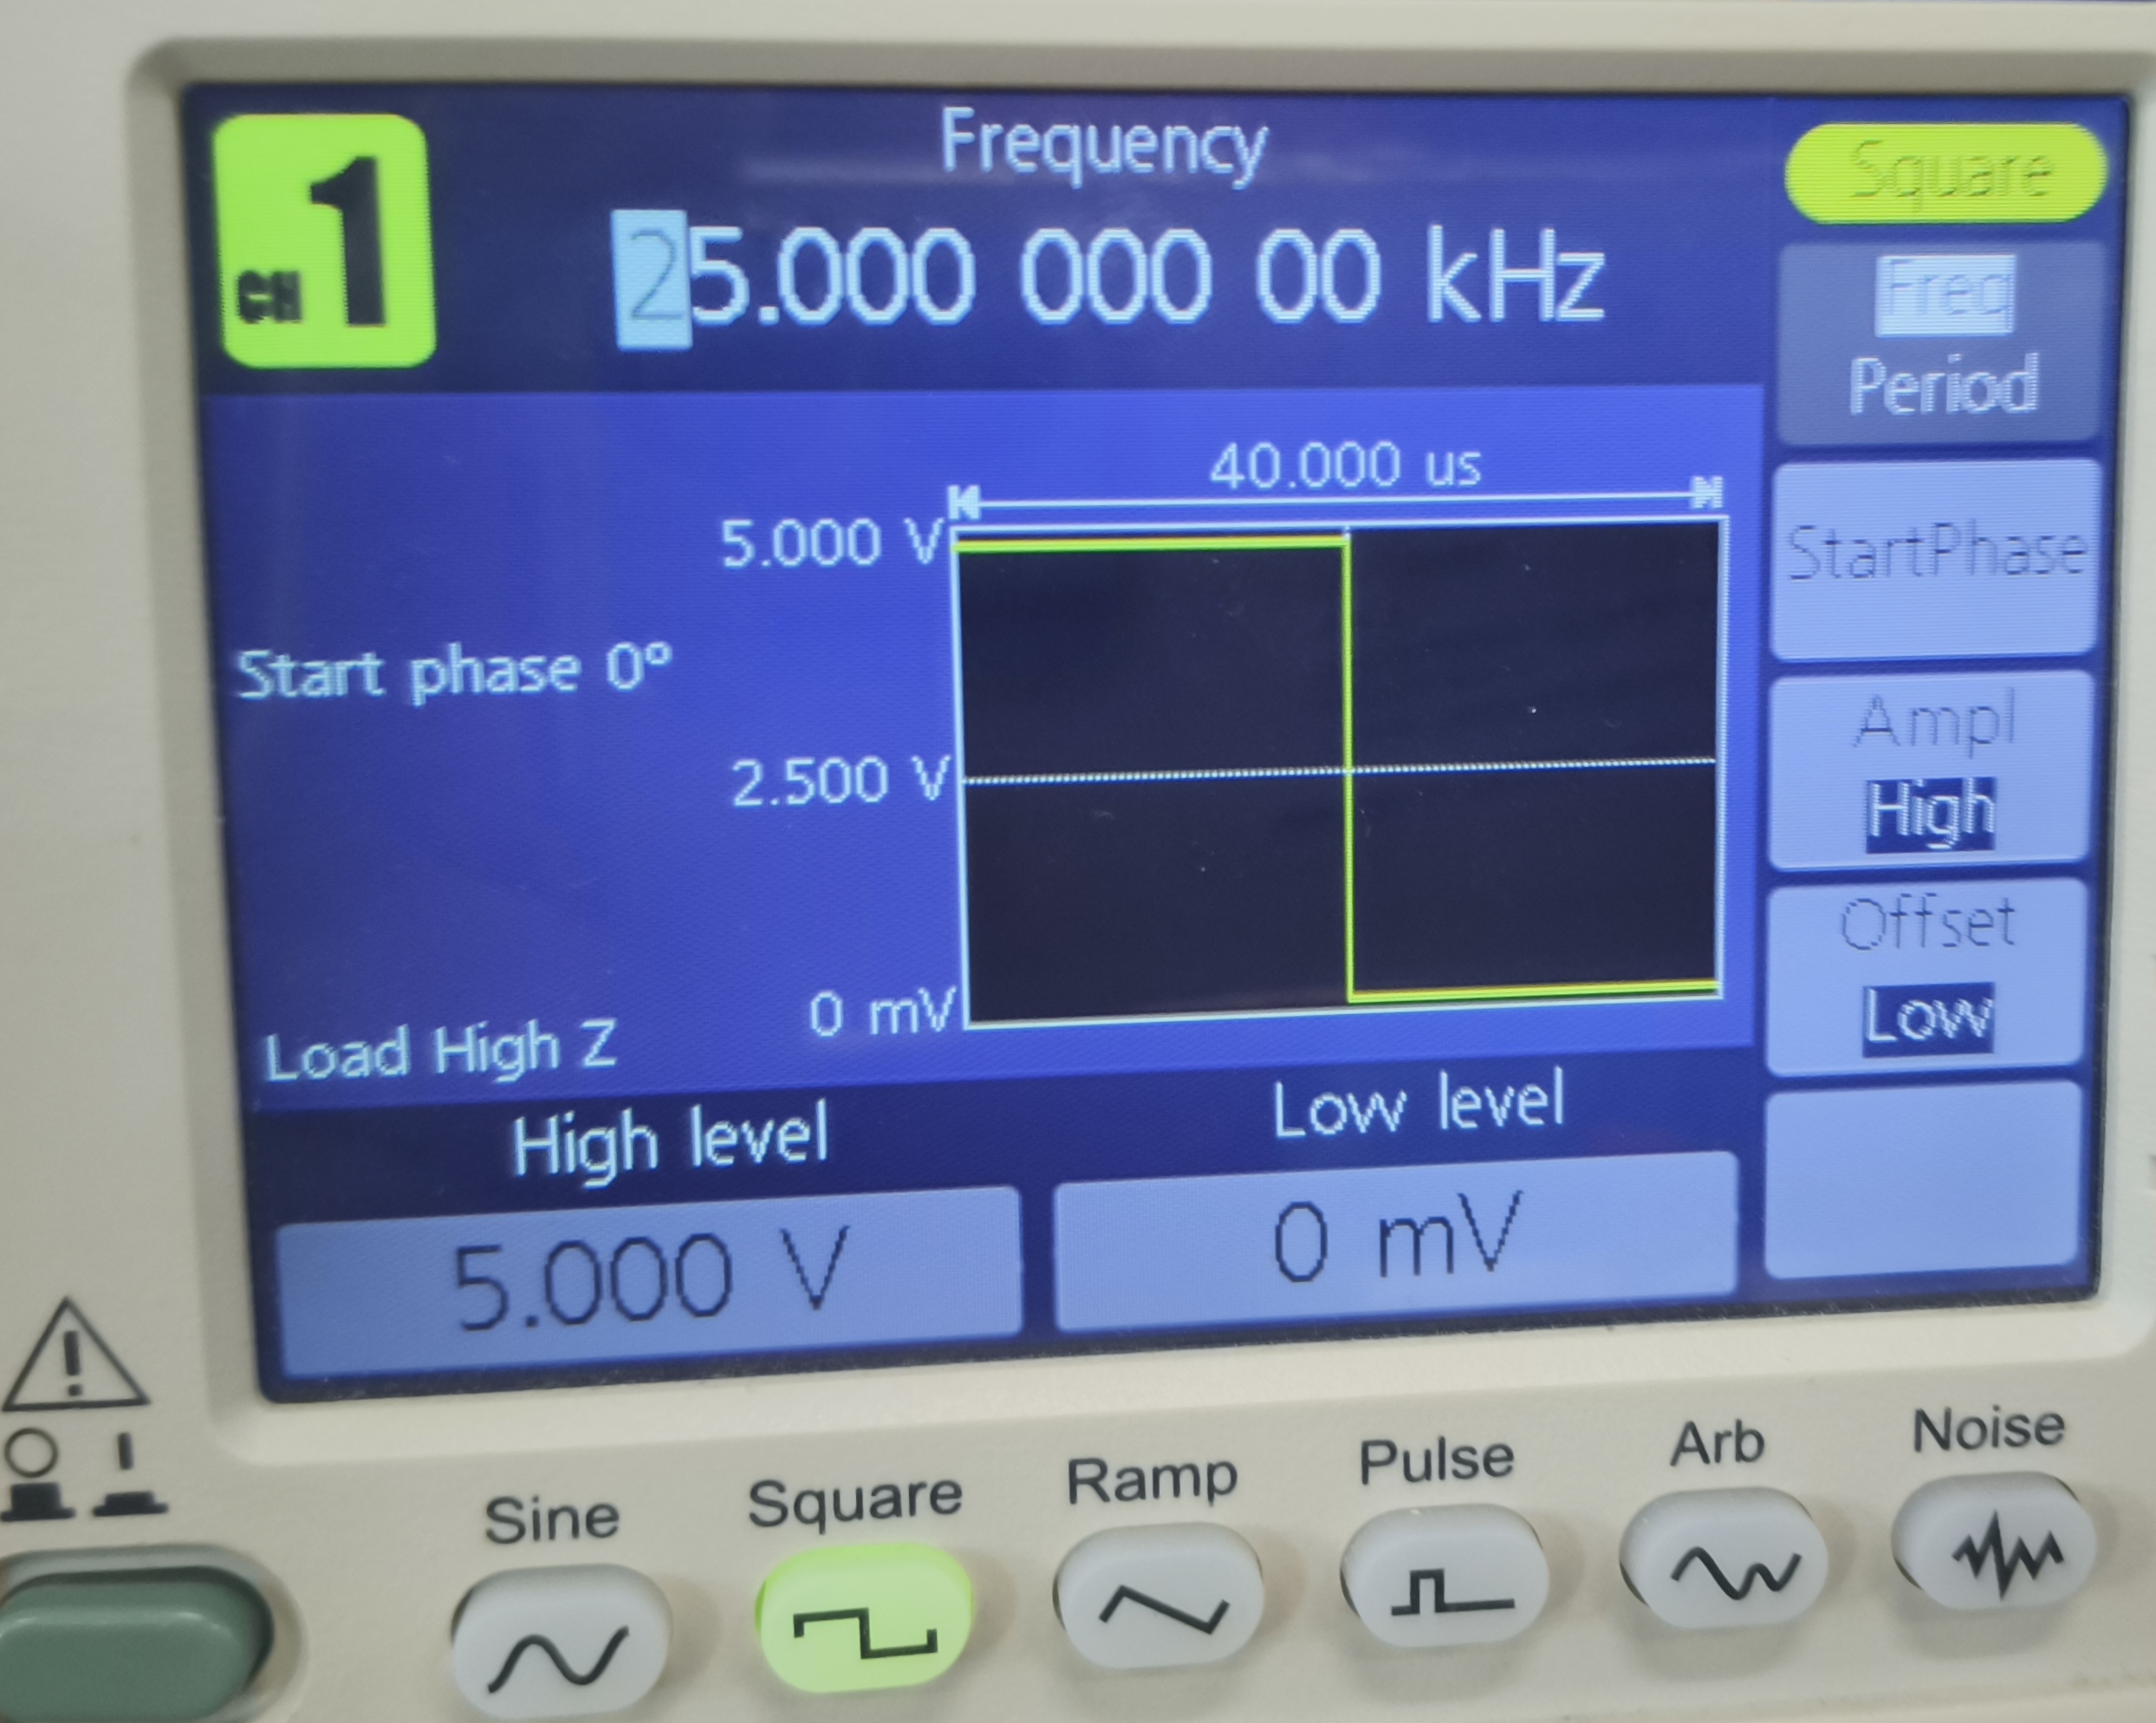 CH 1
Frequency
25.000 000 00 kHz
Square
Freq
Period
StartPhase
Ampl
High
Offset
Low
40.000 us
5.000 V
Start phase 0°
2.500 V
0 mV
Load High Z
High level
Low level
5.000 V
0 mV
Sine
Square
Ramp
Pulse
Arb
Noise